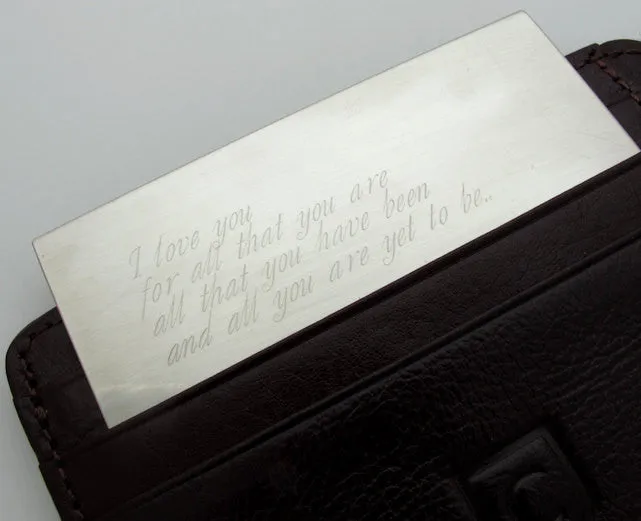 I love you
for all that you are
all that you have been
and all you are yet to be..